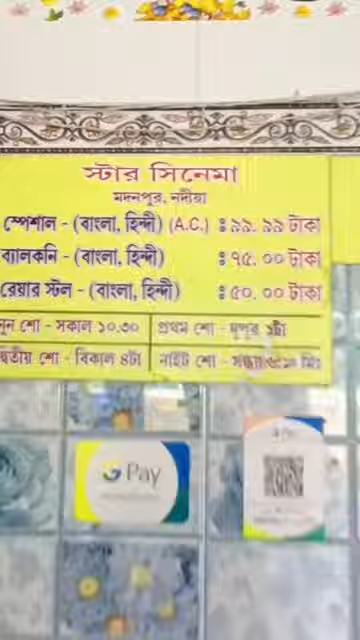 স্টার সিনেমা
মদনপুর, নদীয়া
স্পেশাল - (বাংলা, হিন্দী) (A.C.) ঃ ৯৯. ৯৯ টাকা
ব্যালকনি - (বাংলা, হিন্দী) ঃ ৭৫. ০০ টাকা
রেয়ার স্টল - (বাংলা, হিন্দী) ঃ ৫০. ০০ টাকা
নুন শো - সকাল ১০.৩০ প্রথম শো - দুপুর ১টা
দ্বিতীয় শো - বিকাল ৪টা নাইট শো - সন্ধ্যা মিঃ
G Pay